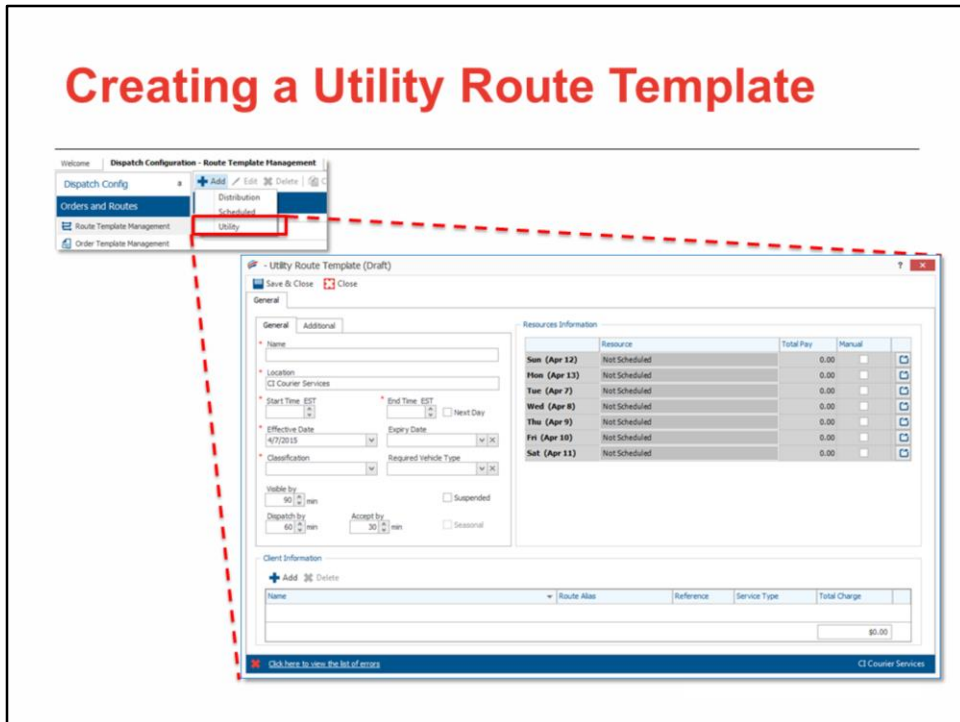 Creating a Utility Route Template
Welcome Dispatch Configuration - Route Template Management
Dispatch Config Add Edit Delete
Orders and Routes Distribution
Scheduled
Route Template Management Utility
Order Template Management
- Utility Route Template (Draft) ?
Save & Close Close
General
General Additional
* Name
* Location
CI Courier Services
* Start Time EST * End Time EST
Next Day
* Effective Date Expiry Date
4/7/2015
* Classification Required Vehicle Type
Visible by
90 min Suspended
Dispatch by Accept by
60 min 30 min Seasonal
Resources Information
Resource Total Pay Manual
Sun (Apr 12) Not Scheduled 0.00
Mon (Apr 13) Not Scheduled 0.00
Tue (Apr 7) Not Scheduled 0.00
Wed (Apr 8) Not Scheduled 0.00
Thu (Apr 9) Not Scheduled 0.00
Fri (Apr 10) Not Scheduled 0.00
Sat (Apr 11) Not Scheduled 0.00
Client Information
Add Delete
Name Route Alias Reference Service Type Total Charge
$0.00
Click here to view the list of errors CI Courier Services